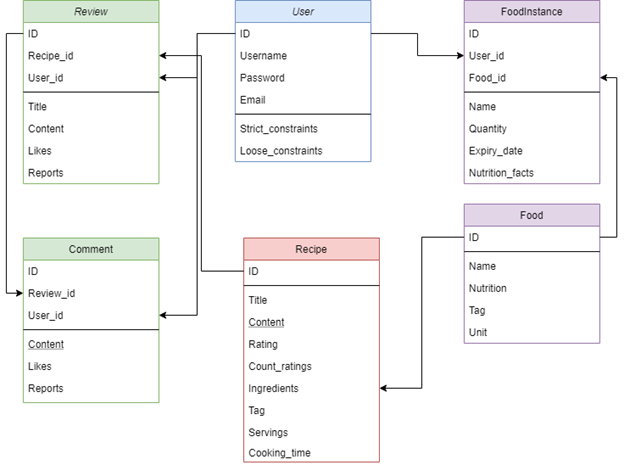 Review
ID
Recipe_id
User_id
Title
Content
Likes
Reports
User
ID
Username
Password
Email
Strict_constraints
Loose_constraints
FoodInstance
ID
User_id
Food_id
Name
Quantity
Expiry_date
Nutrition_facts
Comment
ID
Review_id
User_id
Content
Likes
Reports
Recipe
ID
Title
Content
Rating
Count_ratings
Ingredients
Tag
Servings
Cooking_time
Food
ID
Name
Nutrition
Tag
Unit